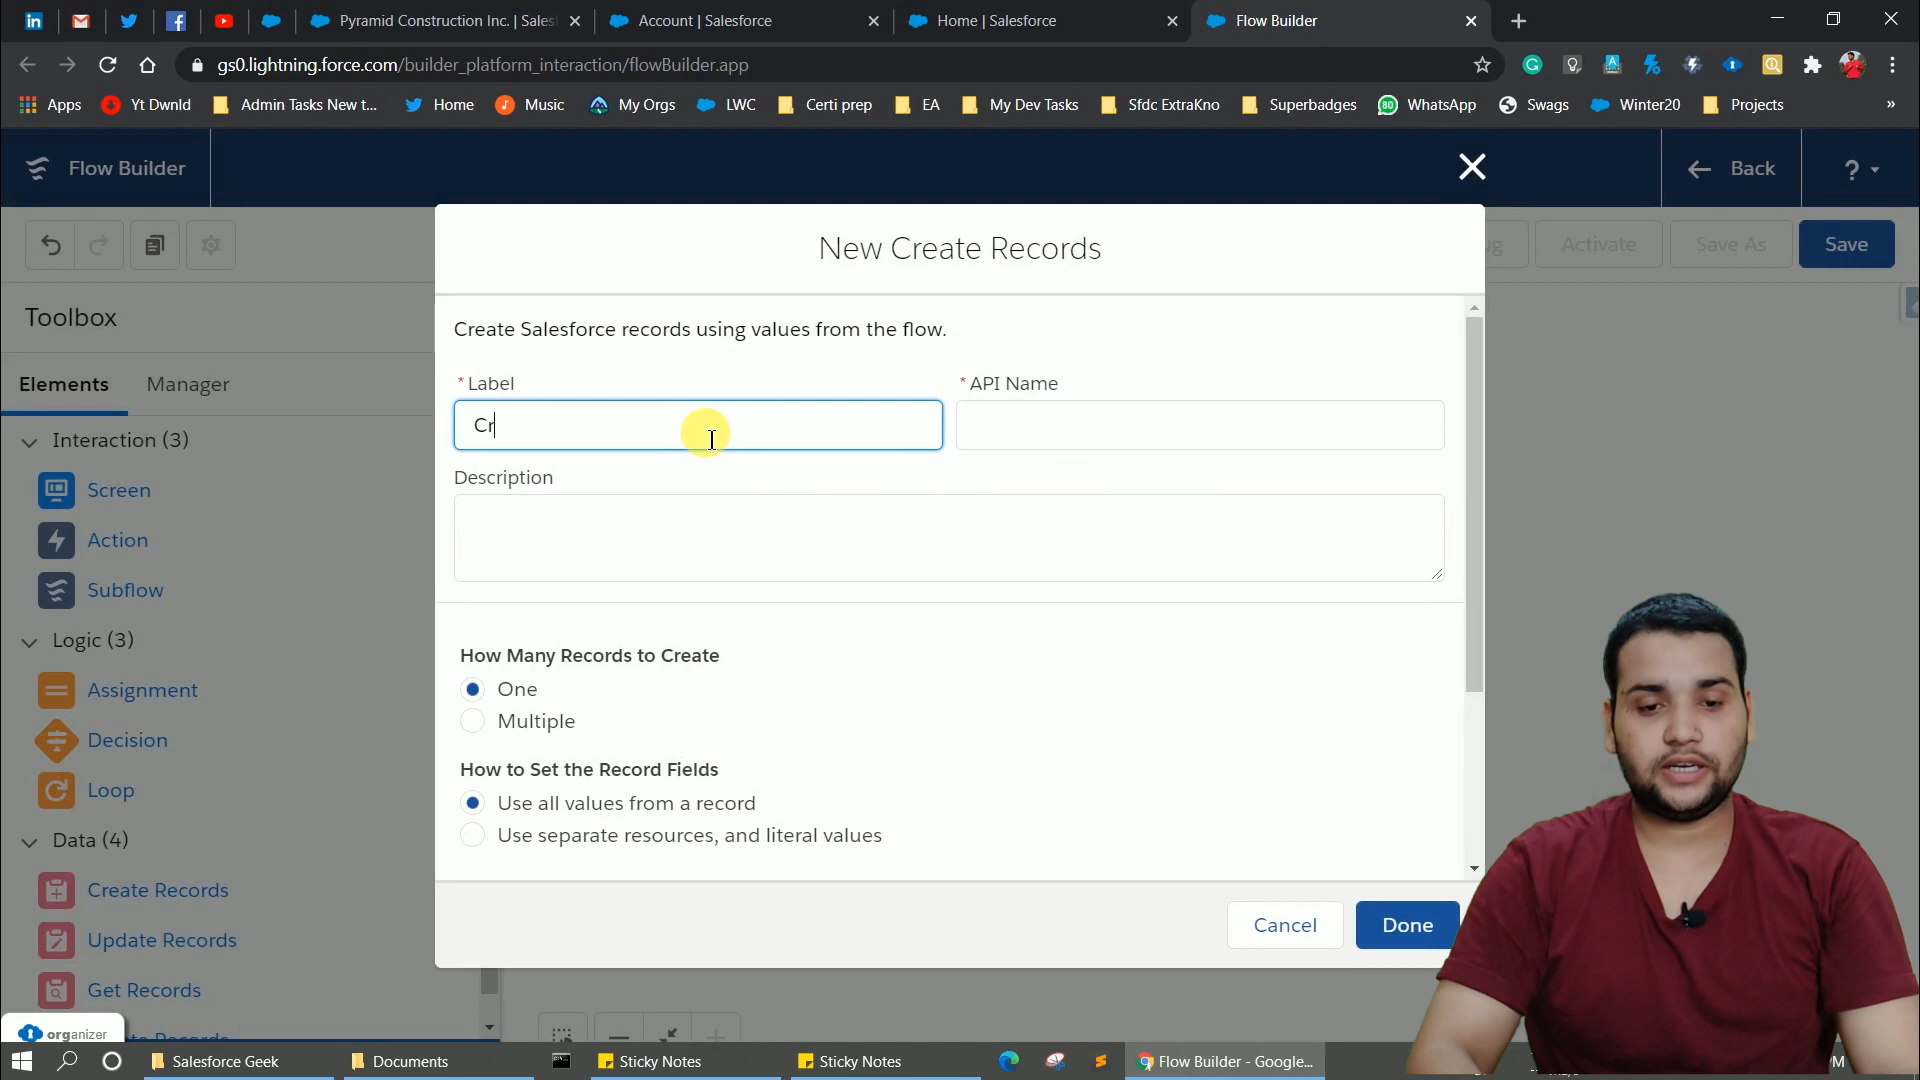 Pyramid Construction Inc. | Sales
Account | Salesforce
Home | Salesforce
Flow Builder
gs0.lightning.force.com/builder_platform_interaction/flowBuilder.app
Apps
Yt Dwnld
Admin Tasks New t...
Home
Music
My Orgs
LWC
Certi prep
EA
My Dev Tasks
Sfdc ExtraKno
Superbadges
80
WhatsApp
Swags
Winter20
Projects
»
Flow Builder
Back
?
Activate
Save As
Save
Toolbox
Elements
Manager
Interaction (3)
Screen
Action
Subflow
Logic (3)
Assignment
Decision
Loop
Data (4)
Create Records
Update Records
Get Records
organizer
New Create Records
Create Salesforce records using values from the flow.
* Label
* API Name
Cr
Description
How Many Records to Create
One
Multiple
How to Set the Record Fields
Use all values from a record
Use separate resources, and literal values
Cancel
Done
Salesforce Geek
Documents
Sticky Notes
Sticky Notes
Flow Builder - Google...